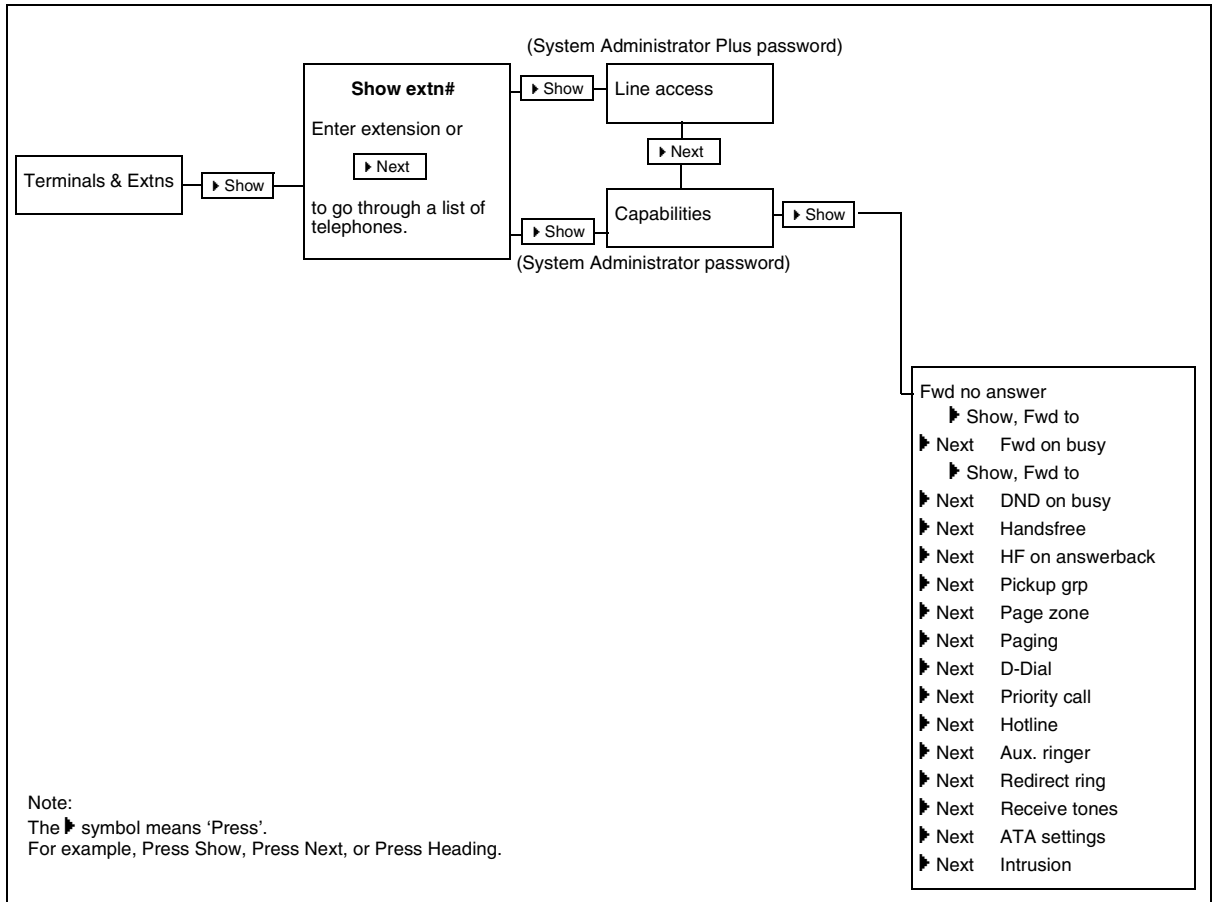 (System Administrator Plus password)
Show extn#
▶ Show
Line access
Enter extension or
▶ Next
▶ Next
Terminals & Extns
▶ Show
to go through a list of
telephones.
Capabilities
▶ Show
▶ Show
(System Administrator password)
Fwd no answer
▶ Show, Fwd to
▶ Next Fwd on busy
▶ Show, Fwd to
▶ Next DND on busy
▶ Next Handsfree
▶ Next HF on answerback
▶ Next Pickup grp
▶ Next Page zone
▶ Next Paging
▶ Next D-Dial
▶ Next Priority call
▶ Next Hotline
▶ Next Aux. ringer
▶ Next Redirect ring
▶ Next Receive tones
▶ Next ATA settings
▶ Next Intrusion
Note:
The ▶ symbol means ‘Press’.
For example, Press Show, Press Next, or Press Heading.